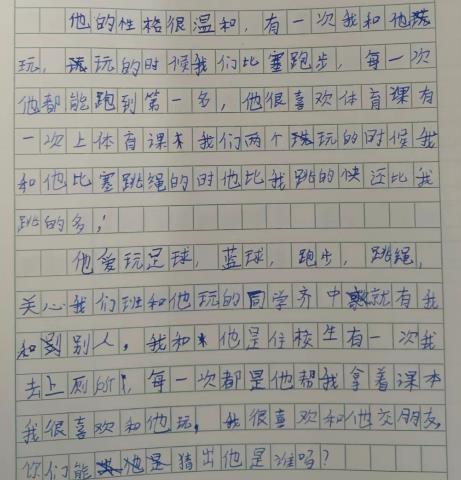 他的性格很温和，有一次我和他
玩，玩的时候我们比塞跑步，每一次
他都能跑到第一多，他很喜欢体育课有
一次上体育课 我们两个玩的时候我
和他比塞跳绳的时他比我跳的快还比我
跳的多！
他爱玩足球，蓝球，跑步，跳绳，
关心我们班和他玩的同学齐中就有我
和别人，我和他是住校生有一次我
去上厕所，每一次都是他帮我拿着课本
我很喜欢和他玩，我很喜欢和他交朋友，
你们能猜出他是谁吗？